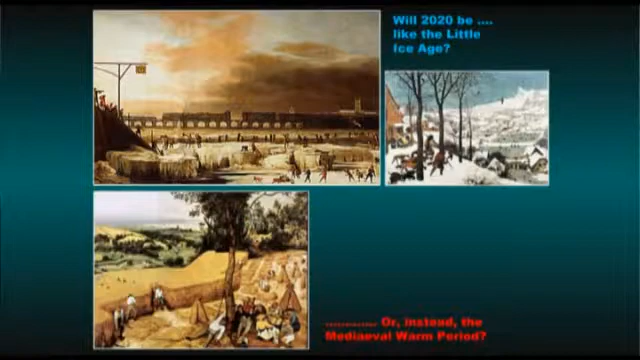 Will 2020 be ....
like the Little
Ice Age?
............ Or, instead, the
Mediaeval Warm Period?